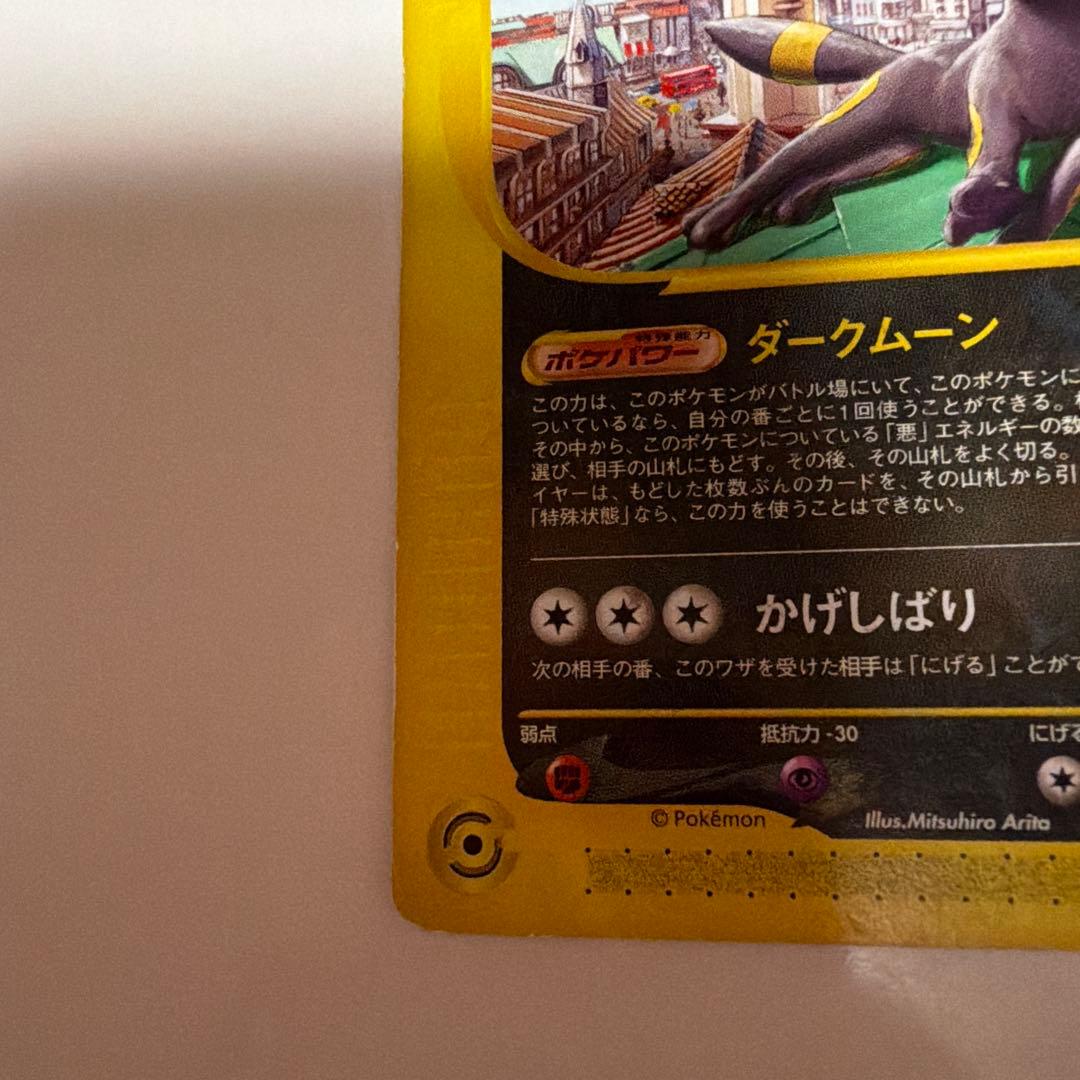 特殊能力
ポケパワー
ダークムーン
この力は、このポケモンがバトル場にいて、このポケモンに
ついているなら、自分の番ごとに1回使うことができる。
その中から、このポケモンについている「悪」エネルギーの数
選び、相手の山札にもどす。その後、その山札をよく切る。
イヤーは、もどした枚数ぶんのカードを、その山札から引
「特殊状態」なら、この力を使うことはできない。
かげしばり
次の相手の番、このワザを受けた相手は「にげる」ことがで
弱点 抵抗力 -30 にげる
© Pokémon Illus.Mitsuhiro Arita